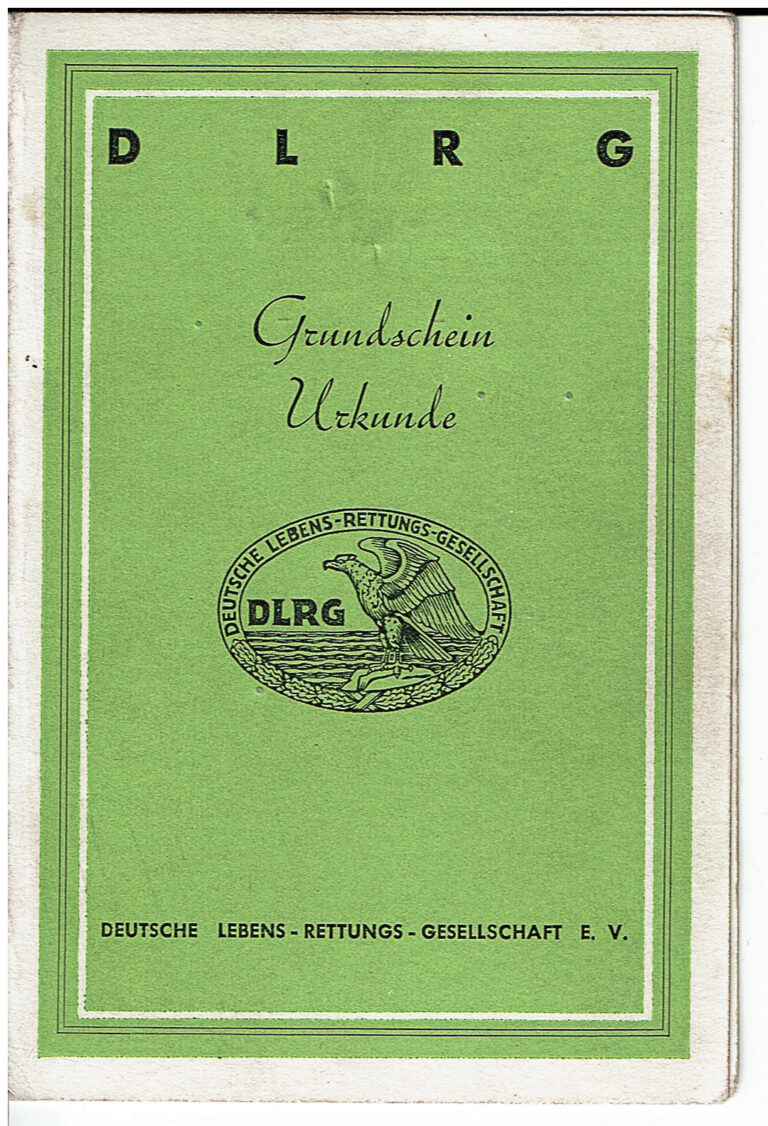 D L R G
Grundschein
Urkunde
DEUTSCHE LEBENS-RETTUNGS-GESELLSCHAFT
DLRG
DEUTSCHE LEBENS - RETTUNGS - GESELLSCHAFT E. V.